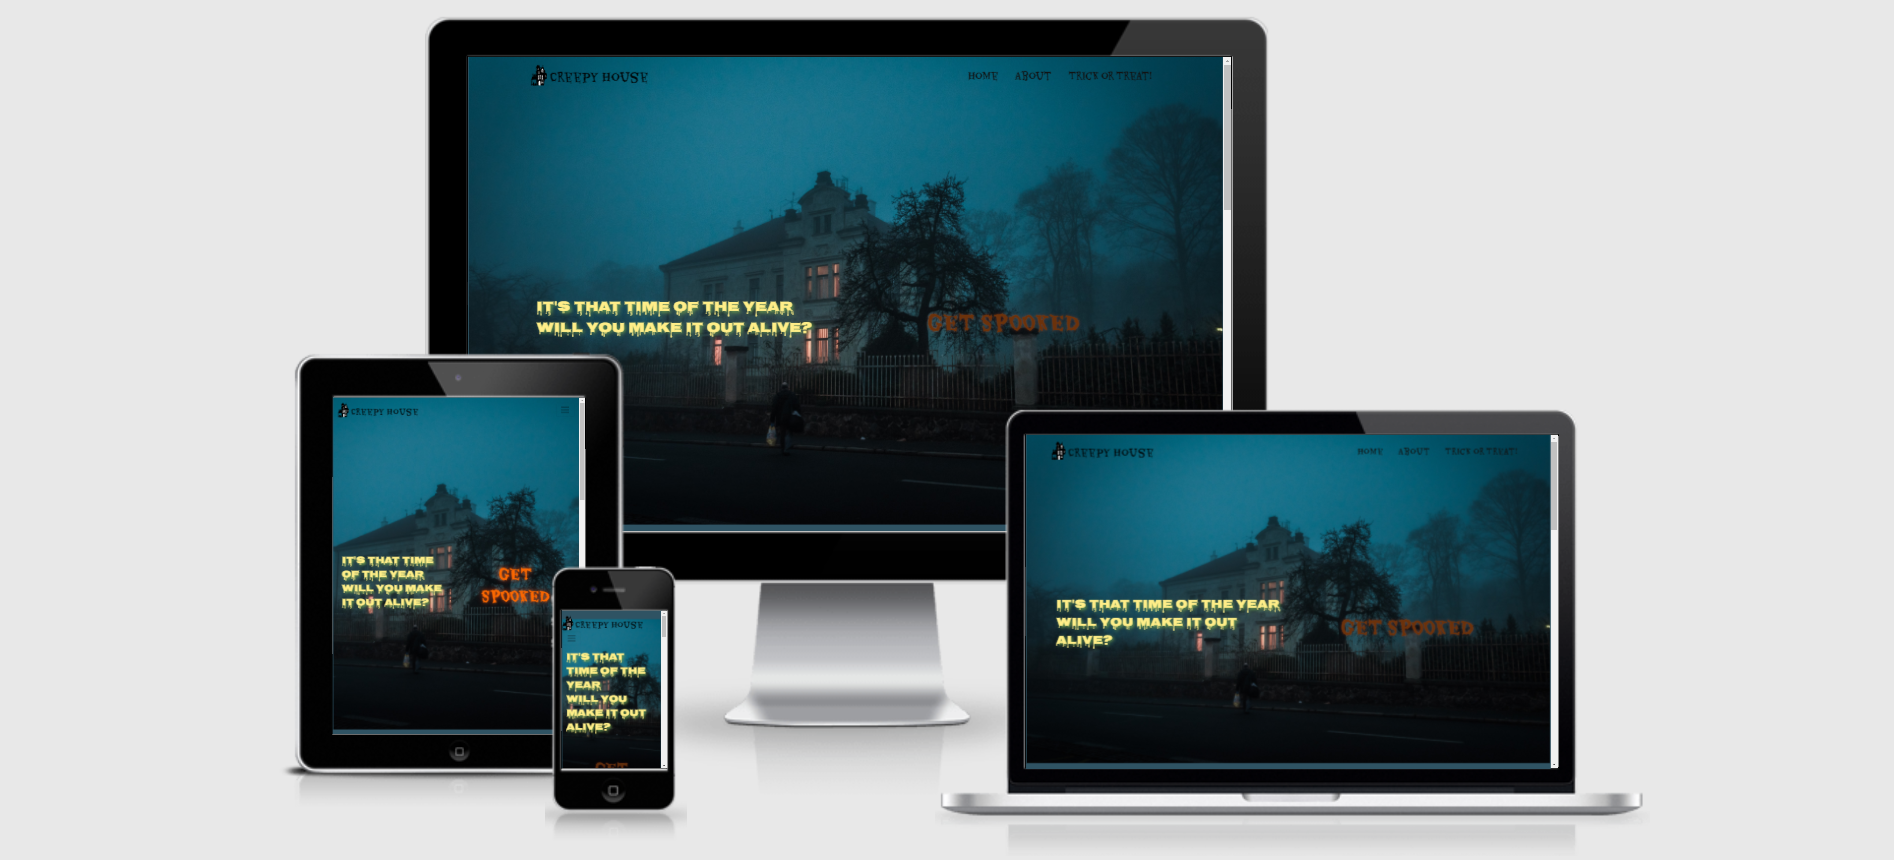 CREEPY HOUSE
HOME ABOUT TRICK OR TREAT!
IT'S THAT TIME OF THE YEAR
WILL YOU MAKE IT OUT ALIVE?
GET SPOOKED
CREEPY HOUSE
IT'S THAT TIME
OF THE YEAR
WILL YOU MAKE
IT OUT ALIVE?
GET
SPOOKED
CREEPY HOUSE
IT'S THAT
TIME OF THE
YEAR
WILL YOU
MAKE IT OUT
ALIVE?
GET
CREEPY HOUSE
HOME ABOUT TRICK OR TREAT!
IT'S THAT TIME OF THE YEAR
WILL YOU MAKE IT OUT
ALIVE?
GET SPOOKED